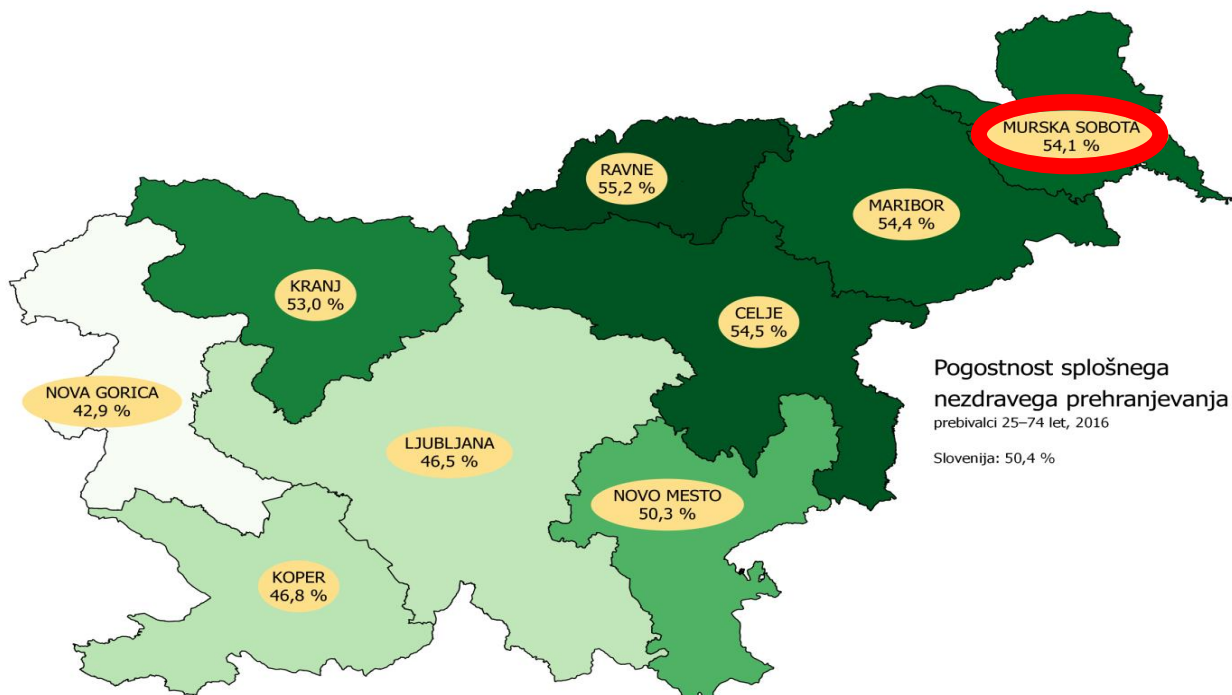 MURSKA SOBOTA
54,1 %
RAVNE
55,2 %
MARIBOR
54,4 %
KRANJ
53,0 %
CELJE
54,5 %
NOVA GORICA
42,9 %
LJUBLJANA
46,5 %
NOVO MESTO
50,3 %
KOPER
46,8 %
Pogostnost splošnega
nezdravega prehranjevanja
prebivalci 25–74 let, 2016
Slovenija: 50,4 %